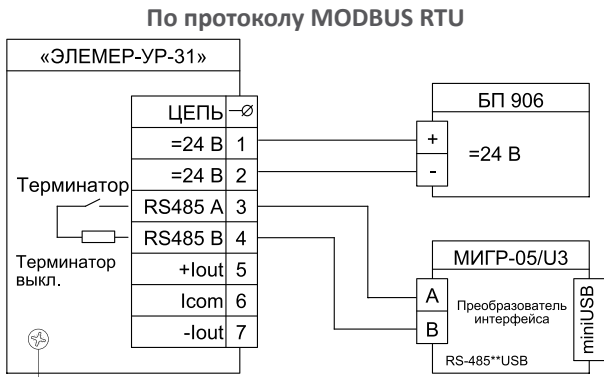 По протоколу MODBUS RTU
«ЭЛЕМЕР-УР-31»
ЦЕПЬ
=24 В 1
=24 В 2
RS485 A 3
RS485 B 4
+Iout 5
Icom 6
-Iout 7
Терминатор
Терминатор
выкл.
БП 906
+
-
=24 В
МИГР-05/U3
A
B
Преобразователь
интерфейса
RS-485**USB
miniUSB